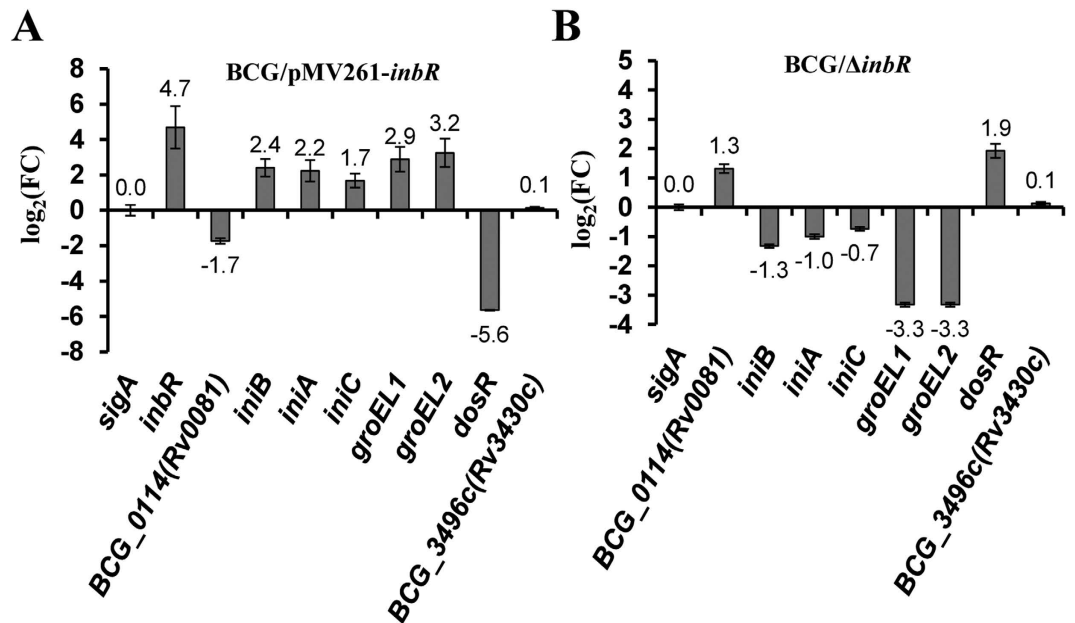 A
BCG/pMV261-inbR
log2(FC)
8
6
4
2
0
-2
-4
-6
-8
0.0
4.7
-1.7
2.4
2.2
1.7
2.9
3.2
-5.6
0.1
sigA
inbR
BCG_0114(Rv0081)
iniB
iniA
iniC
groEL1
groEL2
dosR
BCG_3496c(Rv3430c)
B
BCG/ΔinbR
log2(FC)
5
4
3
2
1
0
-1
-2
-3
-4
0.0
1.3
-1.3
-1.0
-0.7
-3.3
-3.3
1.9
0.1
sigA
BCG_0114(Rv0081)
iniB
iniA
iniC
groEL1
groEL2
dosR
BCG_3496c(Rv3430c)